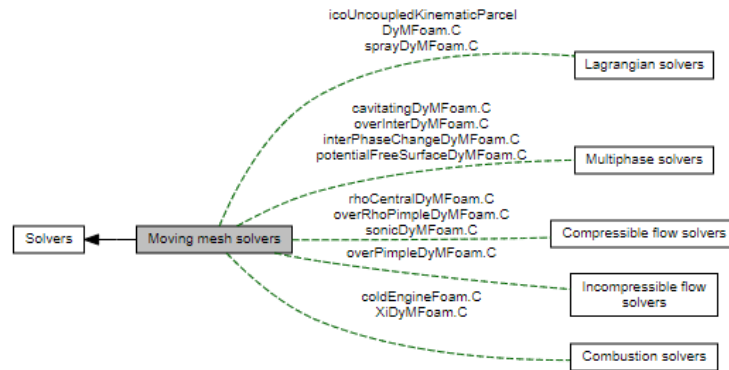 icoUncoupledKinematicParcel
DyMFoam.C
sprayDyMFoam.C
Lagrangian solvers
cavitatingDyMFoam.C
overInterDyMFoam.C
interPhaseChangeDyMFoam.C
potentialFreeSurfaceDyMFoam.C
Multiphase solvers
rhoCentralDyMFoam.C
overRhoPimpleDyMFoam.C
sonicDyMFoam.C
Solvers
Moving mesh solvers
Compressible flow solvers
overPimpleDyMFoam.C
Incompressible flow
solvers
coldEngineFoam.C
XiDyMFoam.C
Combustion solvers